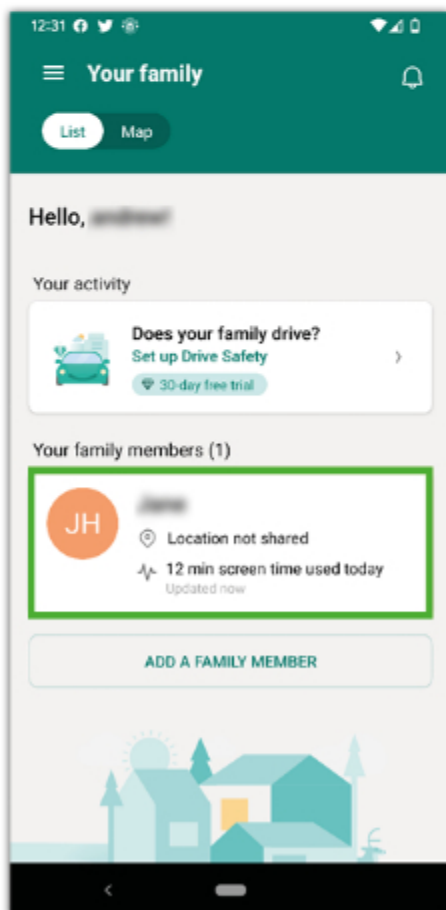 12:31
Your family
List Map
Hello,
Your activity
Does your family drive?
Set up Drive Safety
30-day free trial
Your family members (1)
JH
Location not shared
12 min screen time used today
Updated now
ADD A FAMILY MEMBER